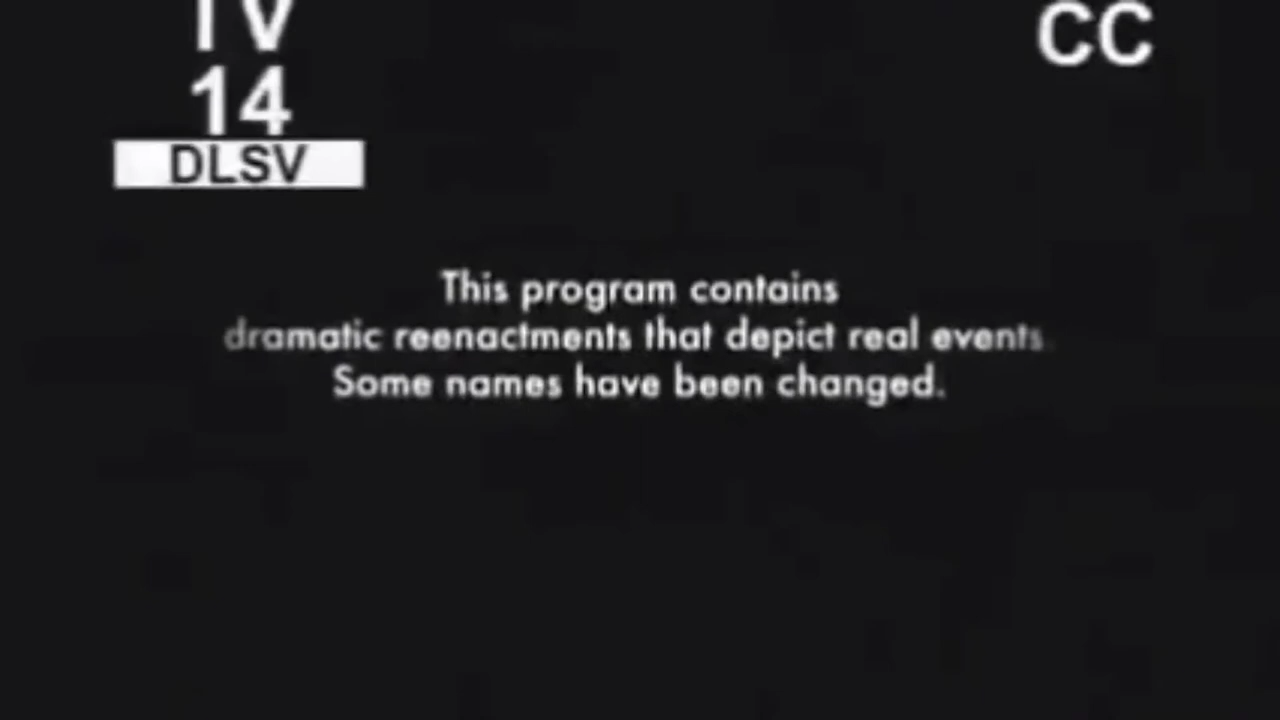 TV
CC
14
DLSV
This program contains
dramatic reenactments that depict real events.
Some names have been changed.